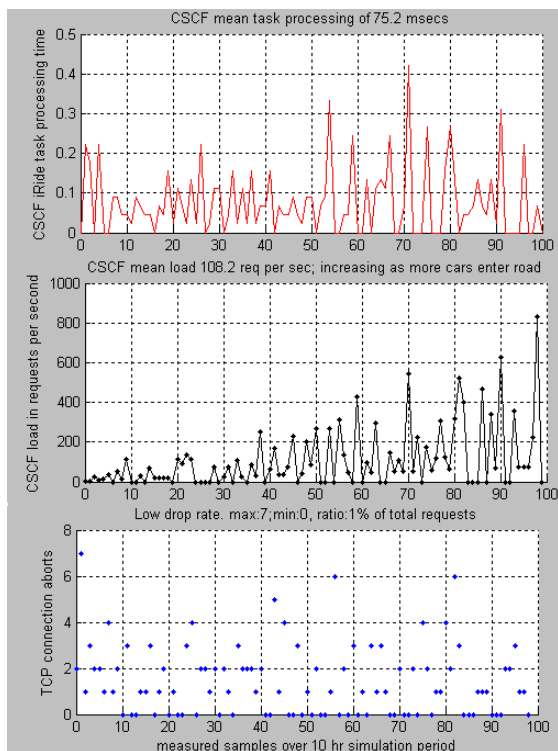 CSCF mean task processing of 75.2 msecs
CSCF iRide task processing time
0.5
0.4
0.3
0.2
0.1
0
0 10 20 30 40 50 60 70 80 90 100
CSCF mean load 108.2 req per sec; increasing as more cars enter road
CSCF load in requests per second
1000
800
600
400
200
0
0 10 20 30 40 50 60 70 80 90 100
Low drop rate. max:7;min:0, ratio:1% of total requests
TCP connection aborts
8
6
4
2
0
0 10 20 30 40 50 60 70 80 90 100
measured samples over 10 hr simulation period